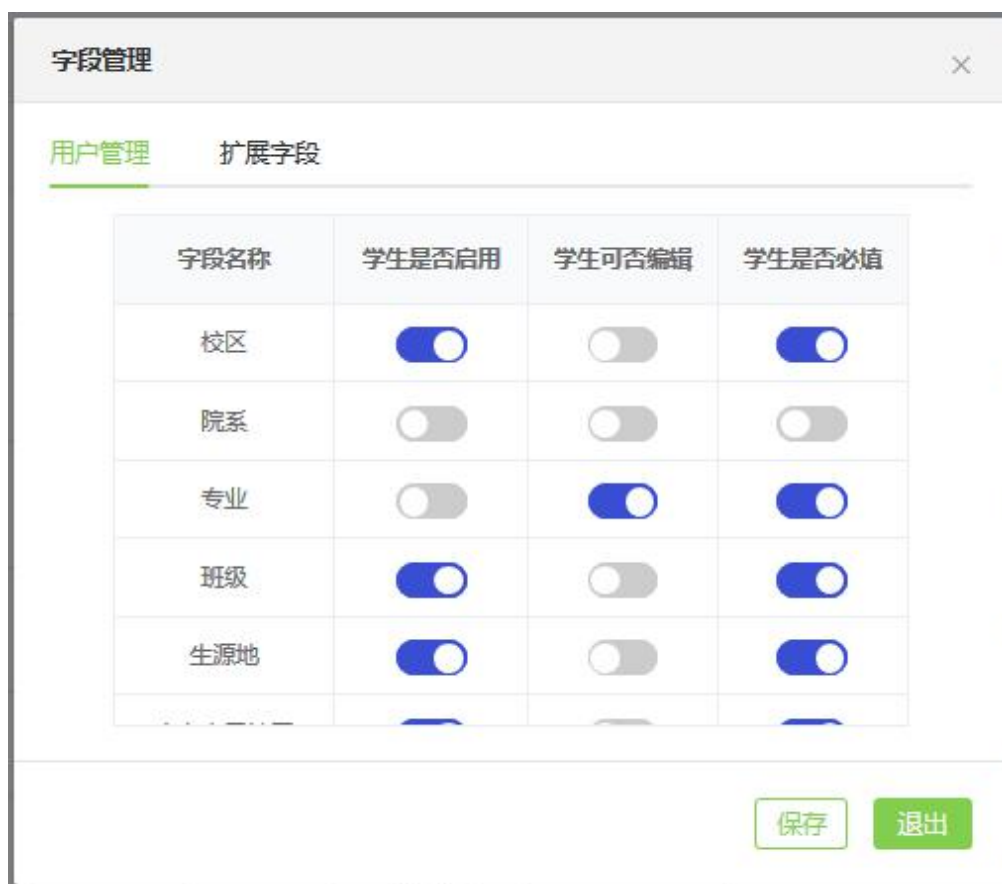 字段管理
用户管理 扩展字段
字段名称 学生是否启用 学生可否编辑 学生是否必填
校区
院系
专业
班级
生源地
保存 退出